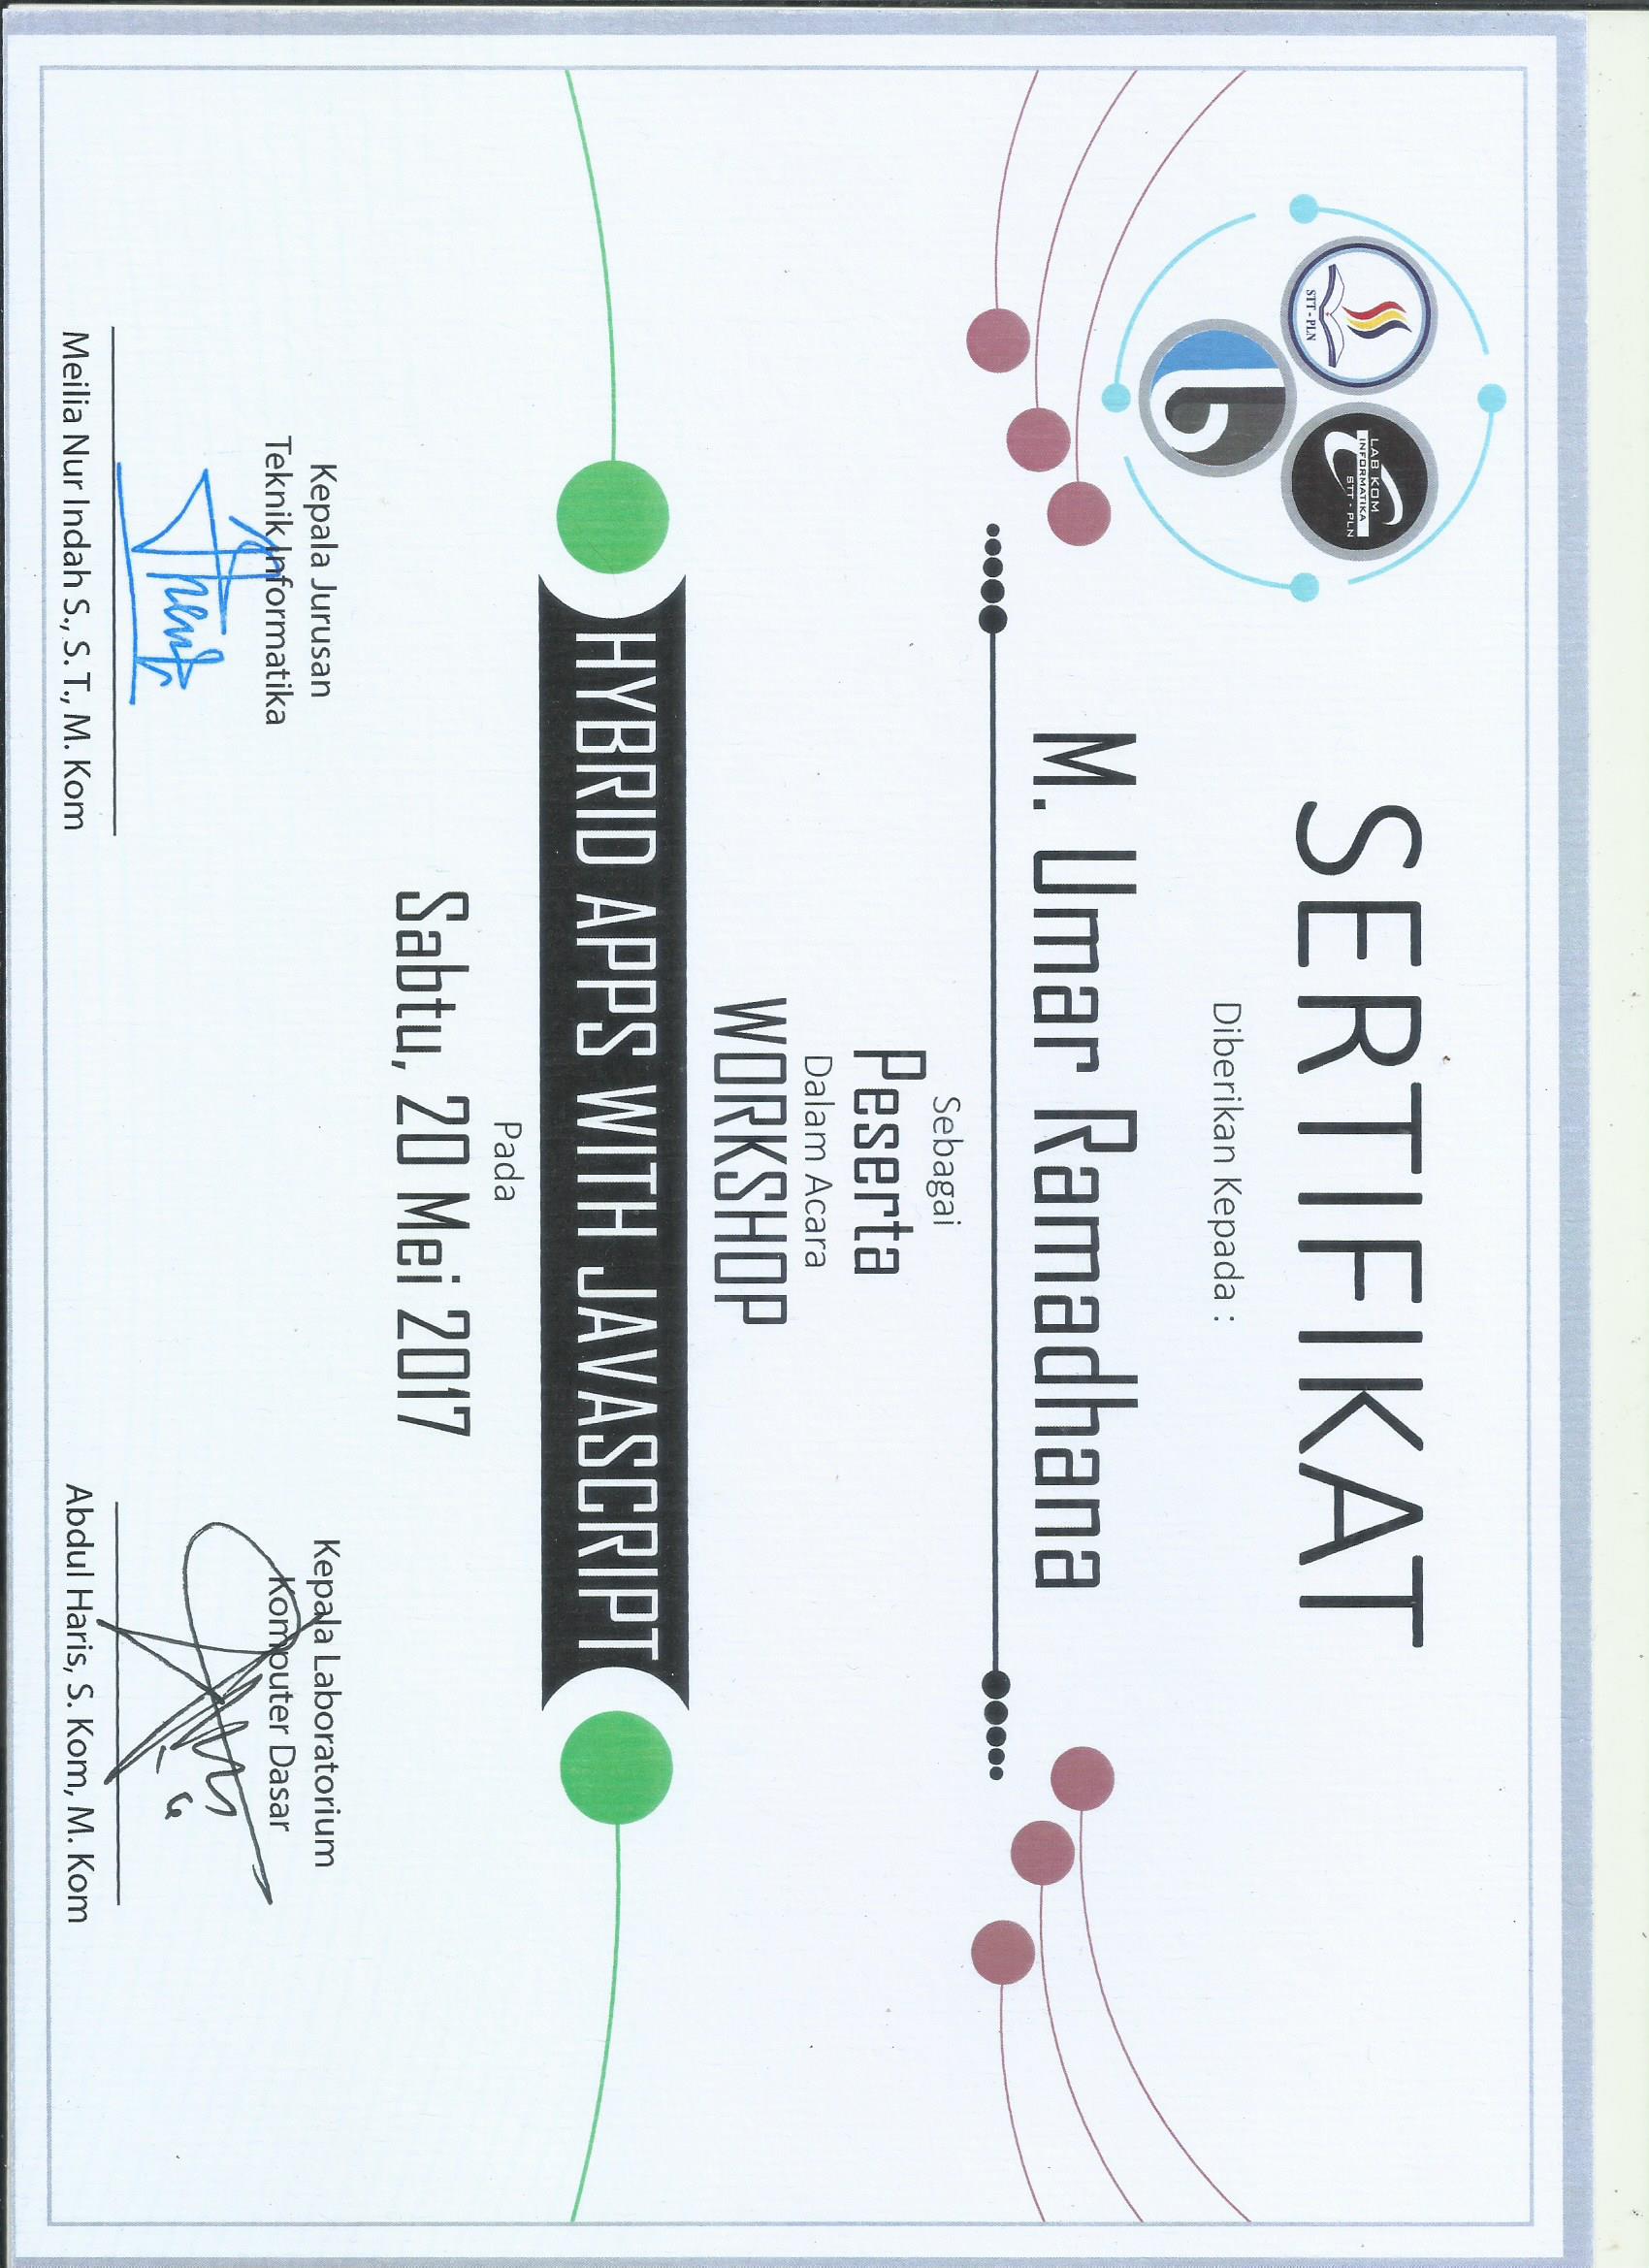 STT - PLN
LAB KOM
INFORMATIKA
STT - PLN
SERTIFIKAT
Diberikan Kepada :
M. Umar Ramadhana
Sebagai
Peserta
Dalam Acara
WORKSHOP
HYBRID APPS WITH JAVASCRIPT
Pada
Sabtu, 20 Mei 2017
Kepala Jurusan
Teknik Informatika
Meilia Nur Indah S., S. T., M. Kom
Kepala Laboratorium
Komputer Dasar
Abdul Haris, S. Kom, M. Kom